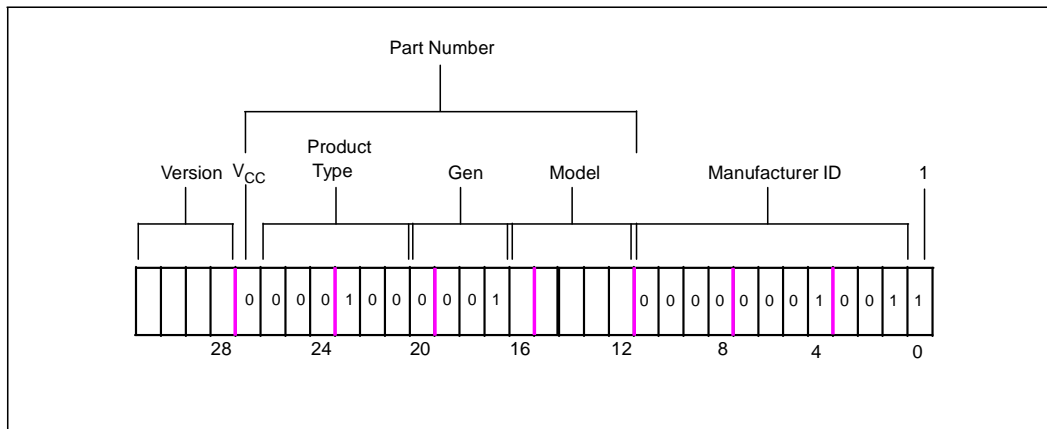 Part Number
Product
Version V_CC Type Gen Model Manufacturer ID 1
0 0 0 0 1 0 0 0 0 0 1 0 0 0 0 0 0 0 1 0 0 1 1
28 24 20 16 12 8 4 0